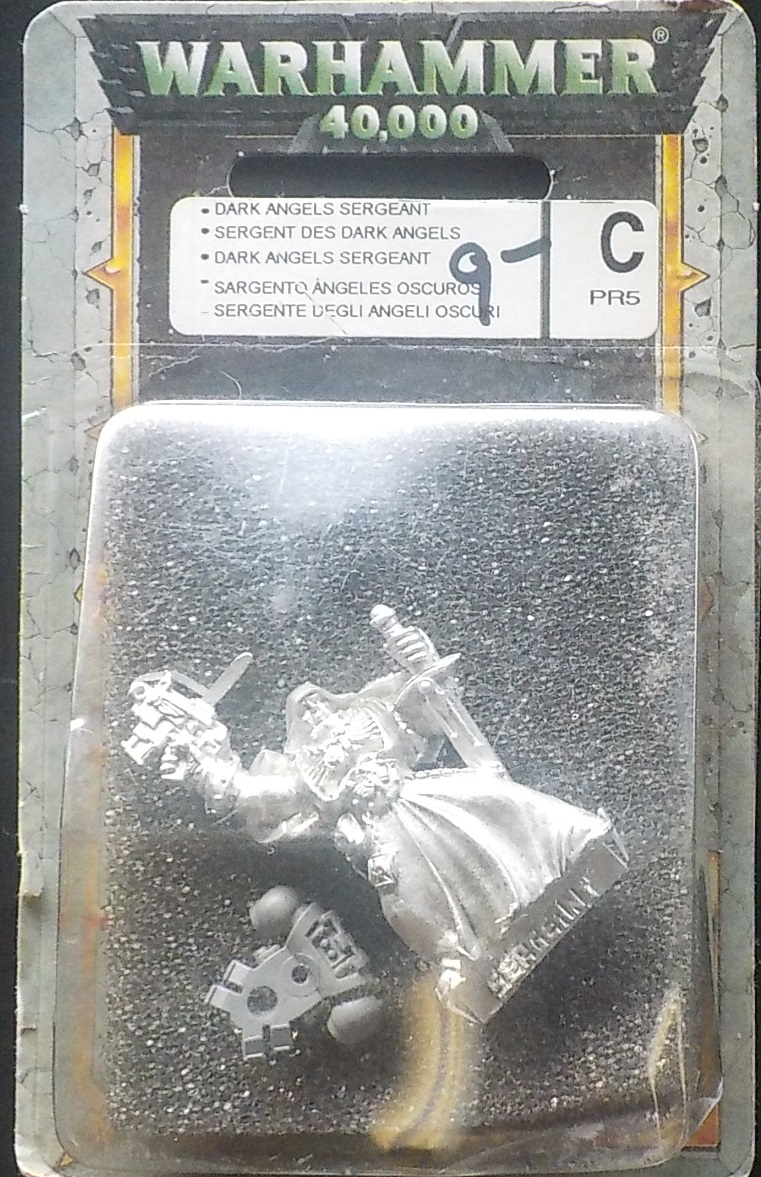 WARHAMMER®
40,000
• DARK ANGELS SERGEANT
• SERGENT DES DARK ANGELS
• DARK ANGELS SERGEANT
- SARGENTO ÁNGELES OSCUROS
- SERGENTE DEGLI ANGELI OSCURI
9-
C
PR5
SERGEANT